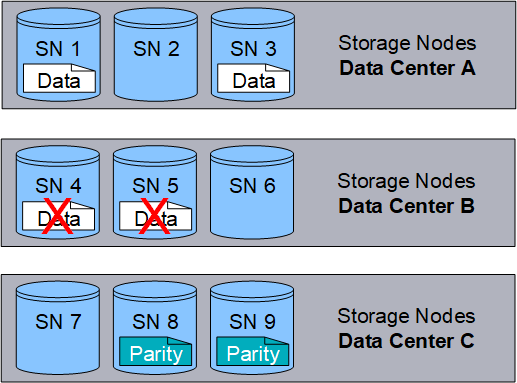 SN 1
SN 2
SN 3
Data
Data
Storage Nodes
Data Center A
SN 4
SN 5
SN 6
Data
Data
Storage Nodes
Data Center B
SN 7
SN 8
SN 9
Parity
Parity
Storage Nodes
Data Center C